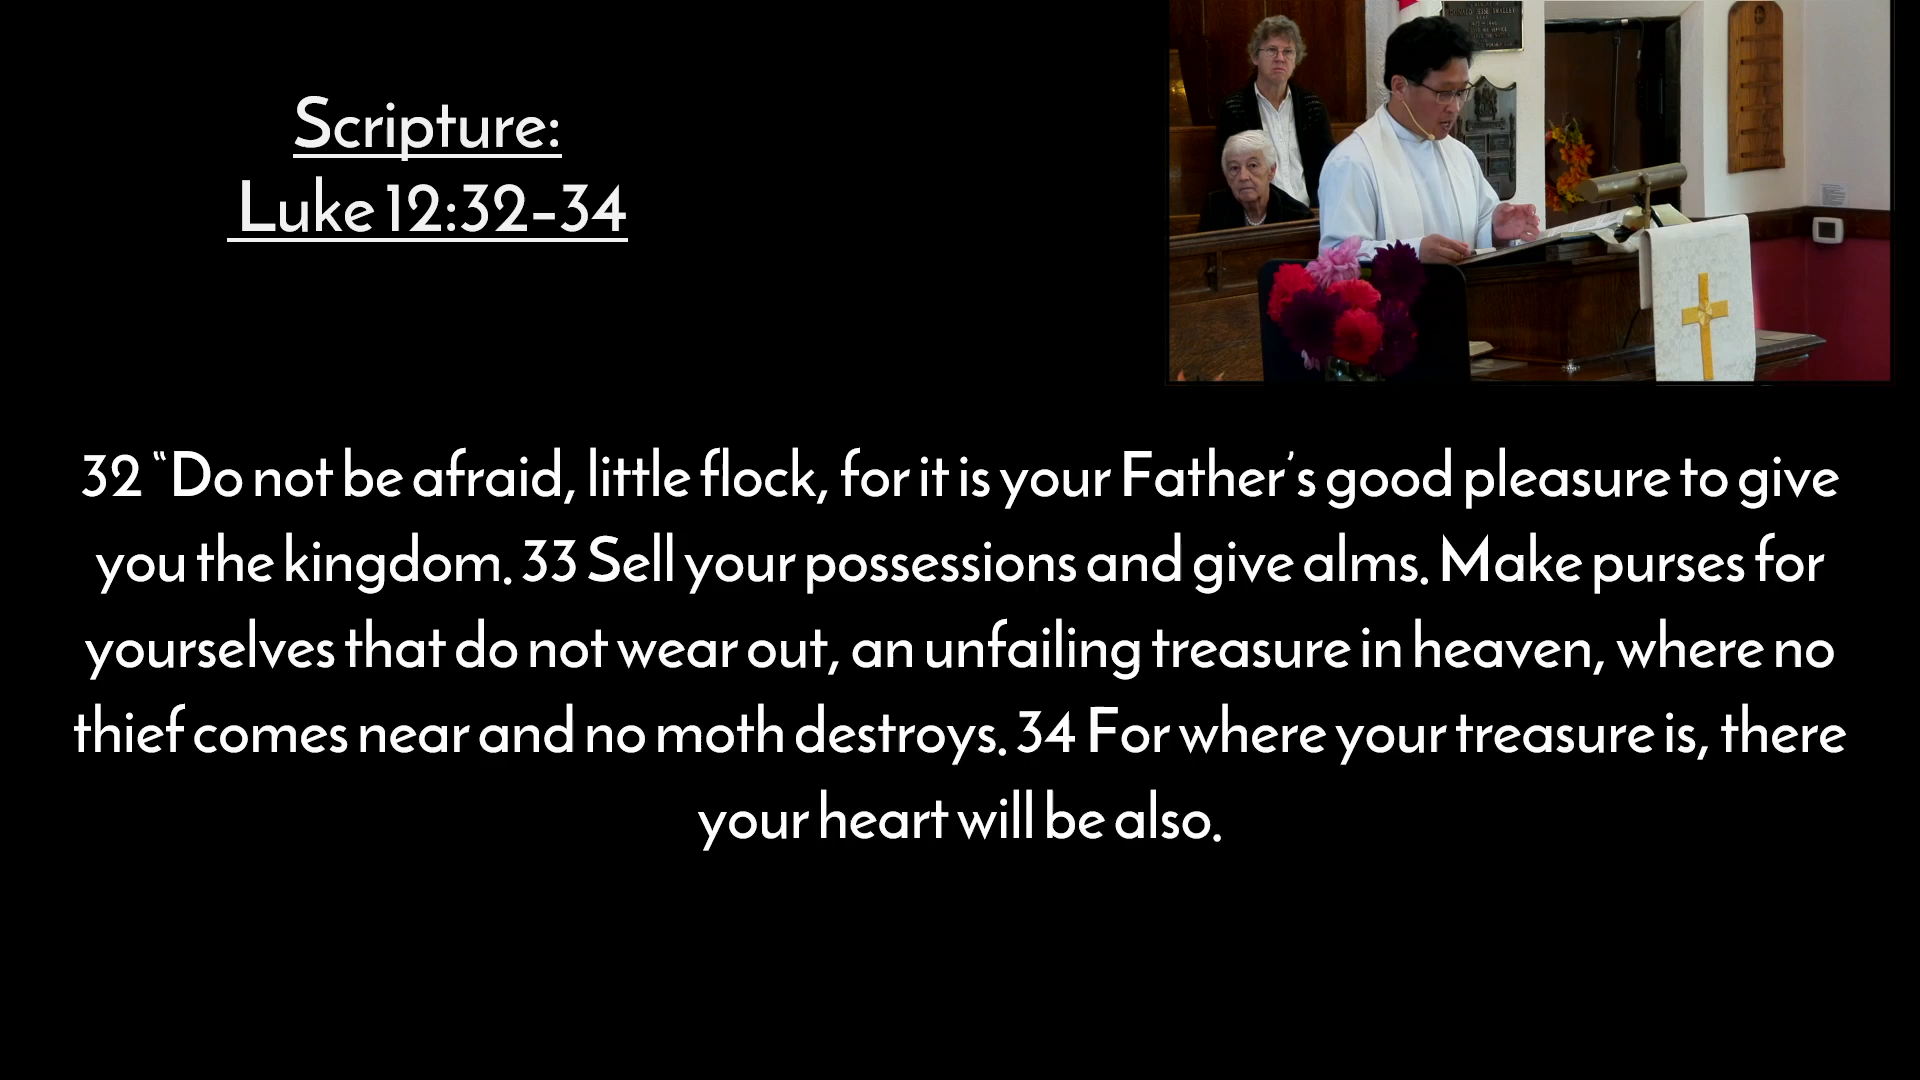 Scripture:
Luke 12:32-34
32 “Do not be afraid, little flock, for it is your Father’s good pleasure to give
you the kingdom. 33 Sell your possessions and give alms. Make purses for
yourselves that do not wear out, an unfailing treasure in heaven, where no
thief comes near and no moth destroys. 34 For where your treasure is, there
your heart will be also.